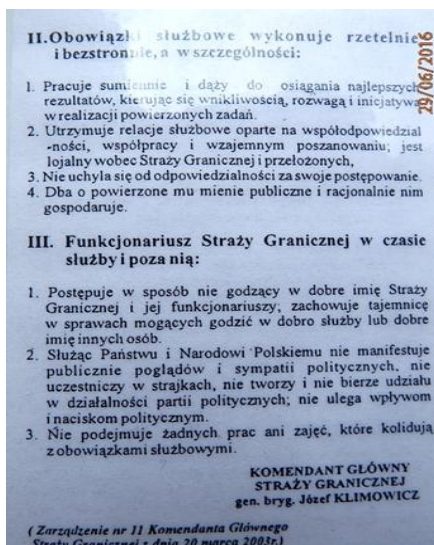 II.Obowiązki służbowe wykonuje rzetelnie
i bezstronnie, a w szczególności:
1. Pracuje sumiennie i dąży do osiągania najlepszych
rezultatów, kierując się wnikliwością, rozwagą i inicjatywą
w realizacji powierzonych zadań.
2. Utrzymuje relacje służbowe oparte na współodpowiedzial
-ności, współpracy i wzajemnym poszanowaniu; jest
lojalny wobec Straży Granicznej i przełożonych,
3. Nie uchyla się od odpowiedzialności za swoje postępowanie.
4. Dba o powierzone mu mienie publiczne i racjonalnie nim
gospodaruje.
III. Funkcjonariusz Straży Granicznej w czasie
służby i poza nią:
1. Postępuje w sposób nie godzący w dobre imię Straży
Granicznej i jej funkcjonariuszy; zachowuje tajemnicę
w sprawach mogących godzić w dobro służby lub dobre
imię innych osób.
2. Służąc Państwu i Narodowi Polskiemu nie manifestuje
publicznie poglądów i sympatii politycznych, nie
uczestniczy w strajkach, nie tworzy i nie bierze udziału
w działalności partii politycznych; nie ulega wpływom
i naciskom politycznym.
3. Nie podejmuje żadnych prac ani zajęć, które kolidują
z obowiązkami służbowymi.
KOMENDANT GŁÓWNY
STRAŻY GRANICZNEJ
gen. bryg. Józef KLIMOWICZ
(Zarządzenie nr 11 Komendanta Głównego
Straży Granicznej z dnia 20 marca 2003r.)
29/06/2016